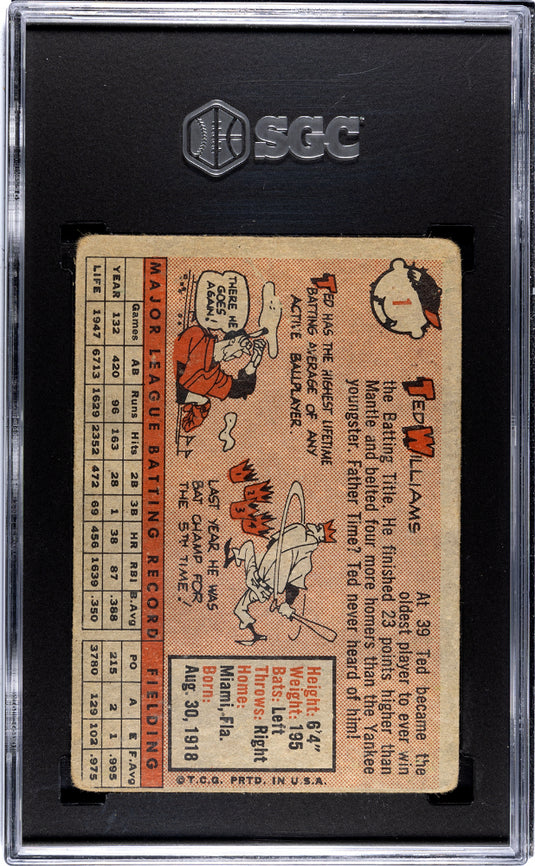 SGC
1
TED WILLIAMS
At 39 Ted became the
oldest player to ever win
the Batting Title. He finished 23 points higher than
Mantle and belted four more homers than the Yankee
youngster. Father Time? Ted never heard of him!
TED HAS THE HIGHEST LIFETIME
BATTING AVERAGE OF ANY
ACTIVE BALLPLAYER
THERE HE
GOES
AGAIN!
1 2 3 4
LAST YEAR HE WAS
BAT CHAMP FOR
THE 5TH TIME!
Height: 6'4"
Weight: 195
Bats: Left
Throws: Right
Home:
Miami, Fla.
Born:
Aug. 30, 1918
©T.C.G. PRTD. IN U.S.A.
MAJOR LEAGUE BATTING RECORD FIELDING
Games AB Runs Hits 2B 3B HR RBI B.Avg PO A E F.Avg
YEAR 132 420 96 163 28 1 38 87 .388 215 2 1 .995
LIFE 1947 6713 1629 2352 472 69 456 1639 .350 3780 129 102 .975